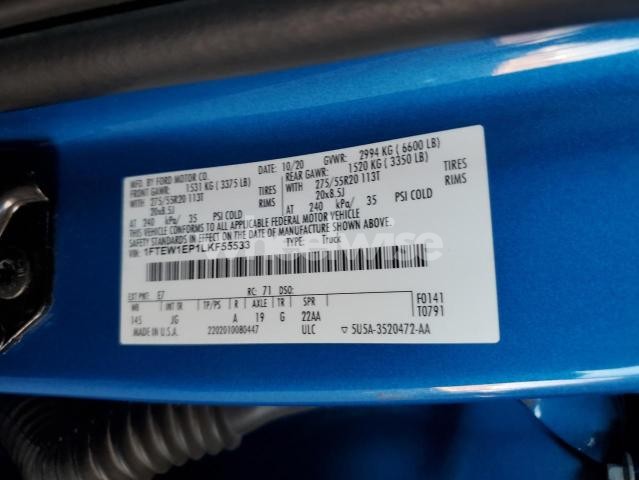 MFD. BY FORD MOTOR CO. 10/20 GVWR: 2994 KG ( 6600 LB)
FRONT GAWR: 1531 KG ( 3375 LB) REAR GAWR: 1520 KG ( 3350 LB)
WITH 275/55R20 113T TIRES WITH 275/55R20 113T TIRES
20x8.5J RIMS 20x8.5J RIMS
AT 240 kPa/ 35 PSI COLD AT 240 kPa/ 35 PSI COLD
THIS VEHICLE CONFORMS TO ALL APPLICABLE FEDERAL MOTOR VEHICLE
SAFETY STANDARDS IN EFFECT ON THE DATE OF MANUFACTURE SHOWN ABOVE.
VIN: 1FTEW1EP1LKF55533 TYPE: Truck
wheelwise
EXT PNT: E7 RC: 71 DSO: F0141
WB INT TR TP/PS R AXLE TR SPR T0791
145 JG A 19 G 22AA
MADE IN U.S.A. 2202010080447 ULC ▽ 5U5A-3520472-AA